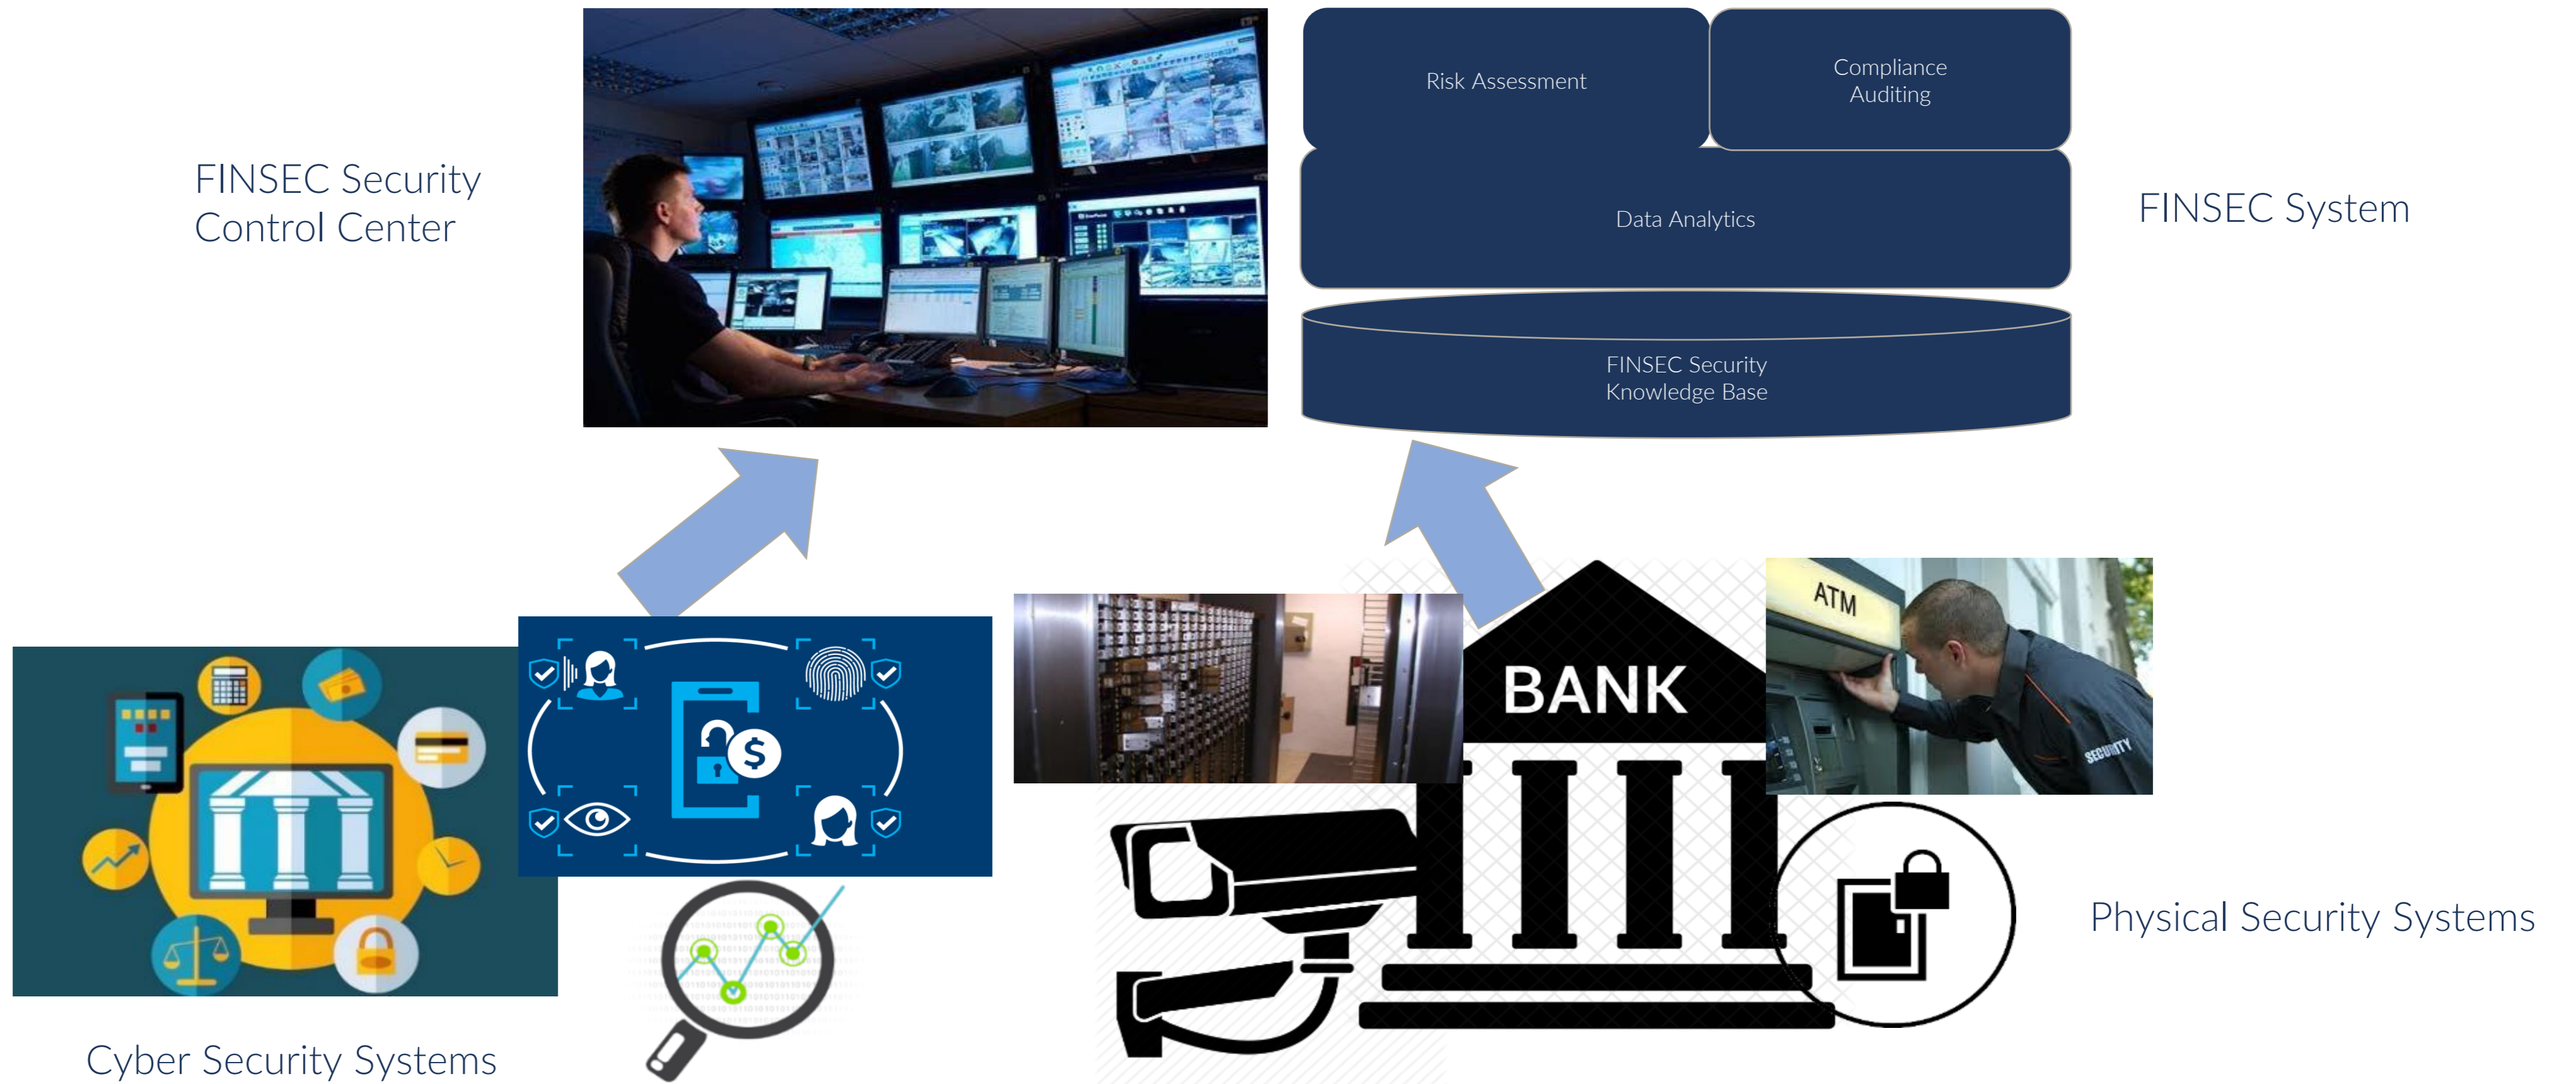 FINSEC Security
Control Center
Risk Assessment
Compliance
Auditing
Data Analytics
FINSEC Security
Knowledge Base
FINSEC System
BANK
ATM
SECURITY
$
Physical Security Systems
Cyber Security Systems